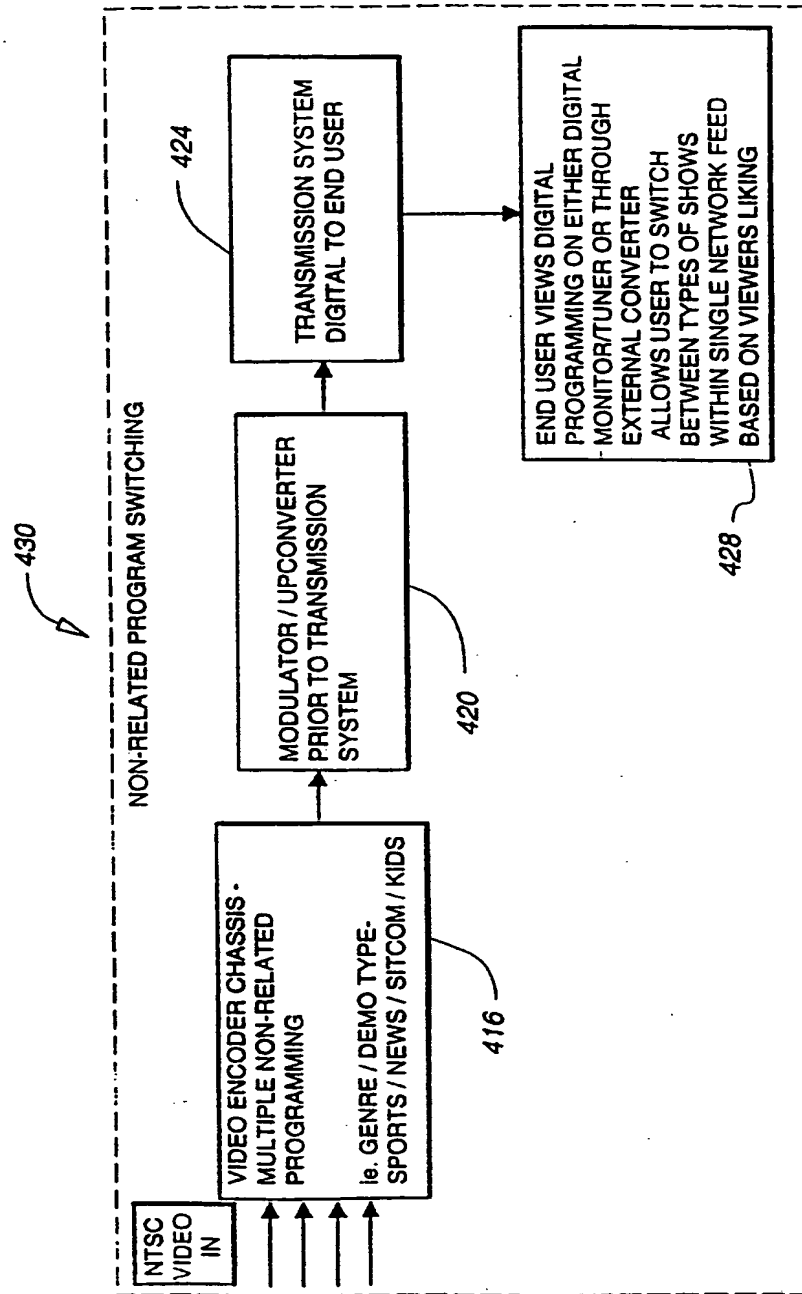 430
NON-RELATED PROGRAM SWITCHING
NTSC
VIDEO
IN
VIDEO ENCODER CHASSIS -
MULTIPLE NON-RELATED
PROGRAMMING
Ie. GENRE / DEMO TYPE-
SPORTS / NEWS / SITCOM / KIDS
416
MODULATOR / UPCONVERTER
PRIOR TO TRANSMISSION
SYSTEM
420
TRANSMISSION SYSTEM
DIGITAL TO END USER
424
END USER VIEWS DIGITAL
PROGRAMMING ON EITHER DIGITAL
MONITOR/TUNER OR THROUGH
EXTERNAL CONVERTER
ALLOWS USER TO SWITCH
BETWEEN TYPES OF SHOWS
WITHIN SINGLE NETWORK FEED
BASED ON VIEWERS LIKING
428